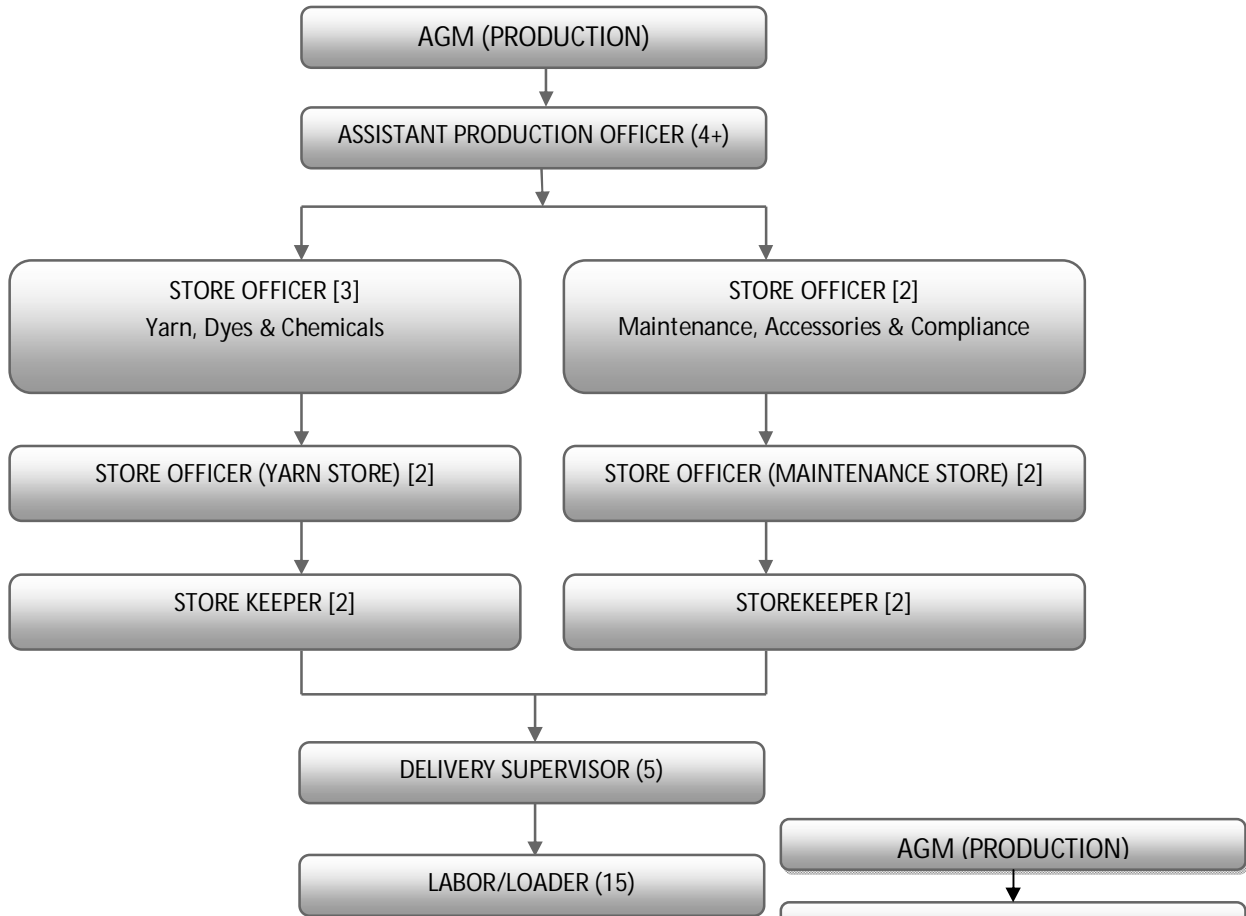 AGM (PRODUCTION)
ASSISTANT PRODUCTION OFFICER (4+)
STORE OFFICER [3]
Yarn, Dyes & Chemicals
STORE OFFICER [2]
Maintenance, Accessories & Compliance
STORE OFFICER (YARN STORE) [2]
STORE OFFICER (MAINTENANCE STORE) [2]
STORE KEEPER [2]
STOREKEEPER [2]
DELIVERY SUPERVISOR (5)
LABOR/LOADER (15)
AGM (PRODUCTION)